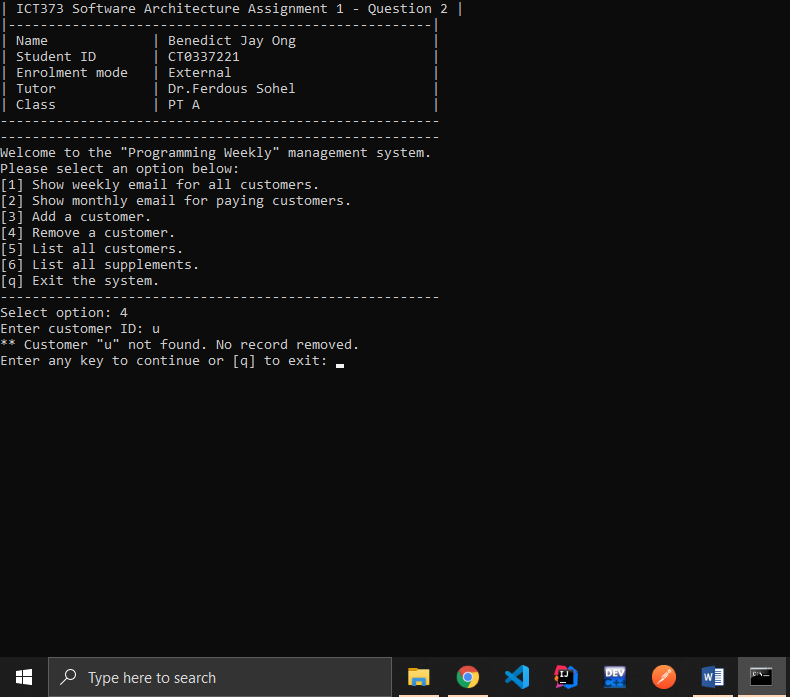 | ICT373 Software Architecture Assignment 1 - Question 2 |
|-----------------------------------------------------|
| Name | Benedict Jay Ong |
| Student ID | CT0337221 |
| Enrolment mode | External |
| Tutor | Dr.Ferdous Sohel |
| Class | PT A |
-------------------------------------------------------
-------------------------------------------------------
Welcome to the "Programming Weekly" management system.
Please select an option below:
[1] Show weekly email for all customers.
[2] Show monthly email for paying customers.
[3] Add a customer.
[4] Remove a customer.
[5] List all customers.
[6] List all supplements.
[q] Exit the system.
-------------------------------------------------------
Select option: 4
Enter customer ID: u
** Customer "u" not found. No record removed.
Enter any key to continue or [q] to exit:
Type here to search
IJ
DEV
W